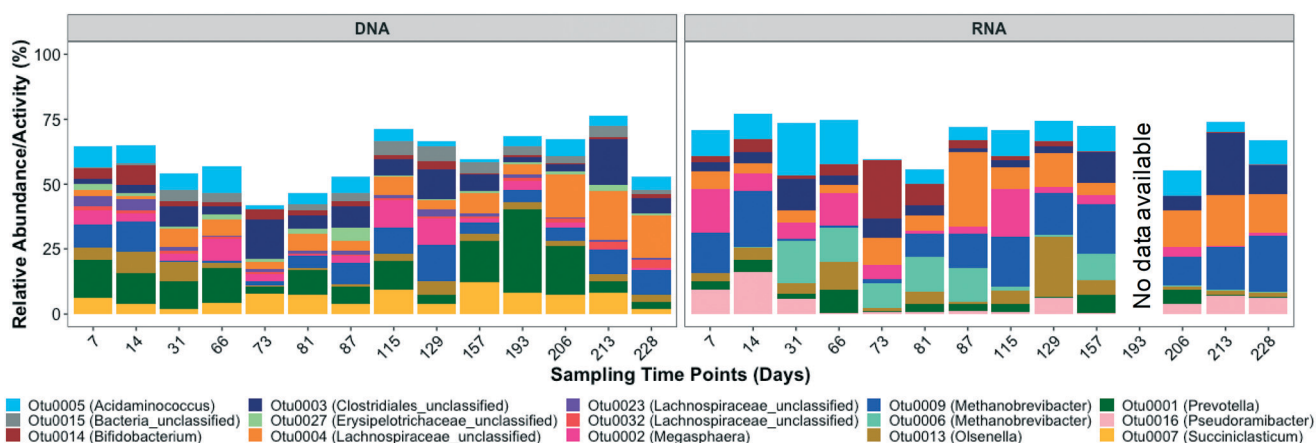 DNA
RNA
Relative Abundance/Activity (%)
100
75
50
25
0
No data available
7 14 31 66 73 81 87 115 129 157 193 206 213 228
7 14 31 66 73 81 87 115 129 157 193 206 213 228
Sampling Time Points (Days)
Otu0005 (Acidaminococcus) Otu0003 (Clostridiales_unclassified) Otu0023 (Lachnospiraceae_unclassified) Otu0009 (Methanobrevibacter) Otu0001 (Prevotella)
Otu0015 (Bacteria_unclassified) Otu0027 (Erysipelotrichaceae_unclassified) Otu0032 (Lachnospiraceae_unclassified) Otu0006 (Methanobrevibacter) Otu0016 (Pseudoramibacter)
Otu0014 (Bifidobacterium) Otu0004 (Lachnospiraceae_unclassified) Otu0002 (Megasphaera) Otu0013 (Olsenella) Otu0007 (Succiniclasticum)